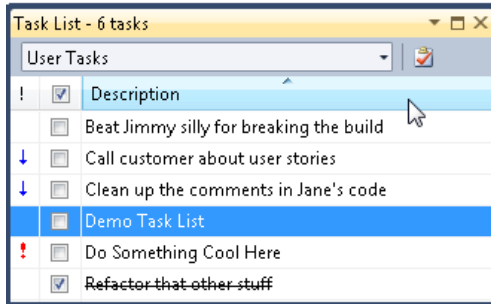 Task List - 6 tasks
User Tasks
! Description
Beat Jimmy silly for breaking the build
Call customer about user stories
Clean up the comments in Jane's code
Demo Task List
! Do Something Cool Here
Refactor that other stuff